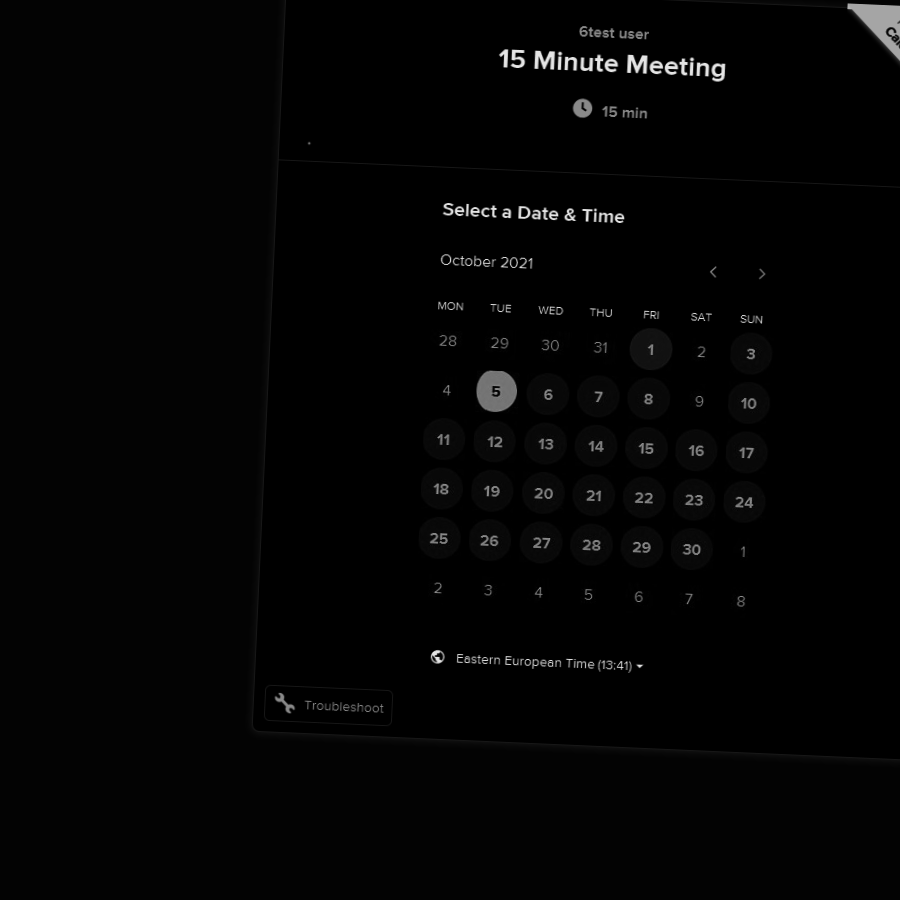 6test user
15 Minute Meeting
15 min
Select a Date & Time
October 2021
MON TUE WED THU FRI SAT SUN
28 29 30 31 1 2 3
4 5 6 7 8 9 10
11 12 13 14 15 16 17
18 19 20 21 22 23 24
25 26 27 28 29 30 1
2 3 4 5 6 7 8
Eastern European Time (13:41)
Troubleshoot